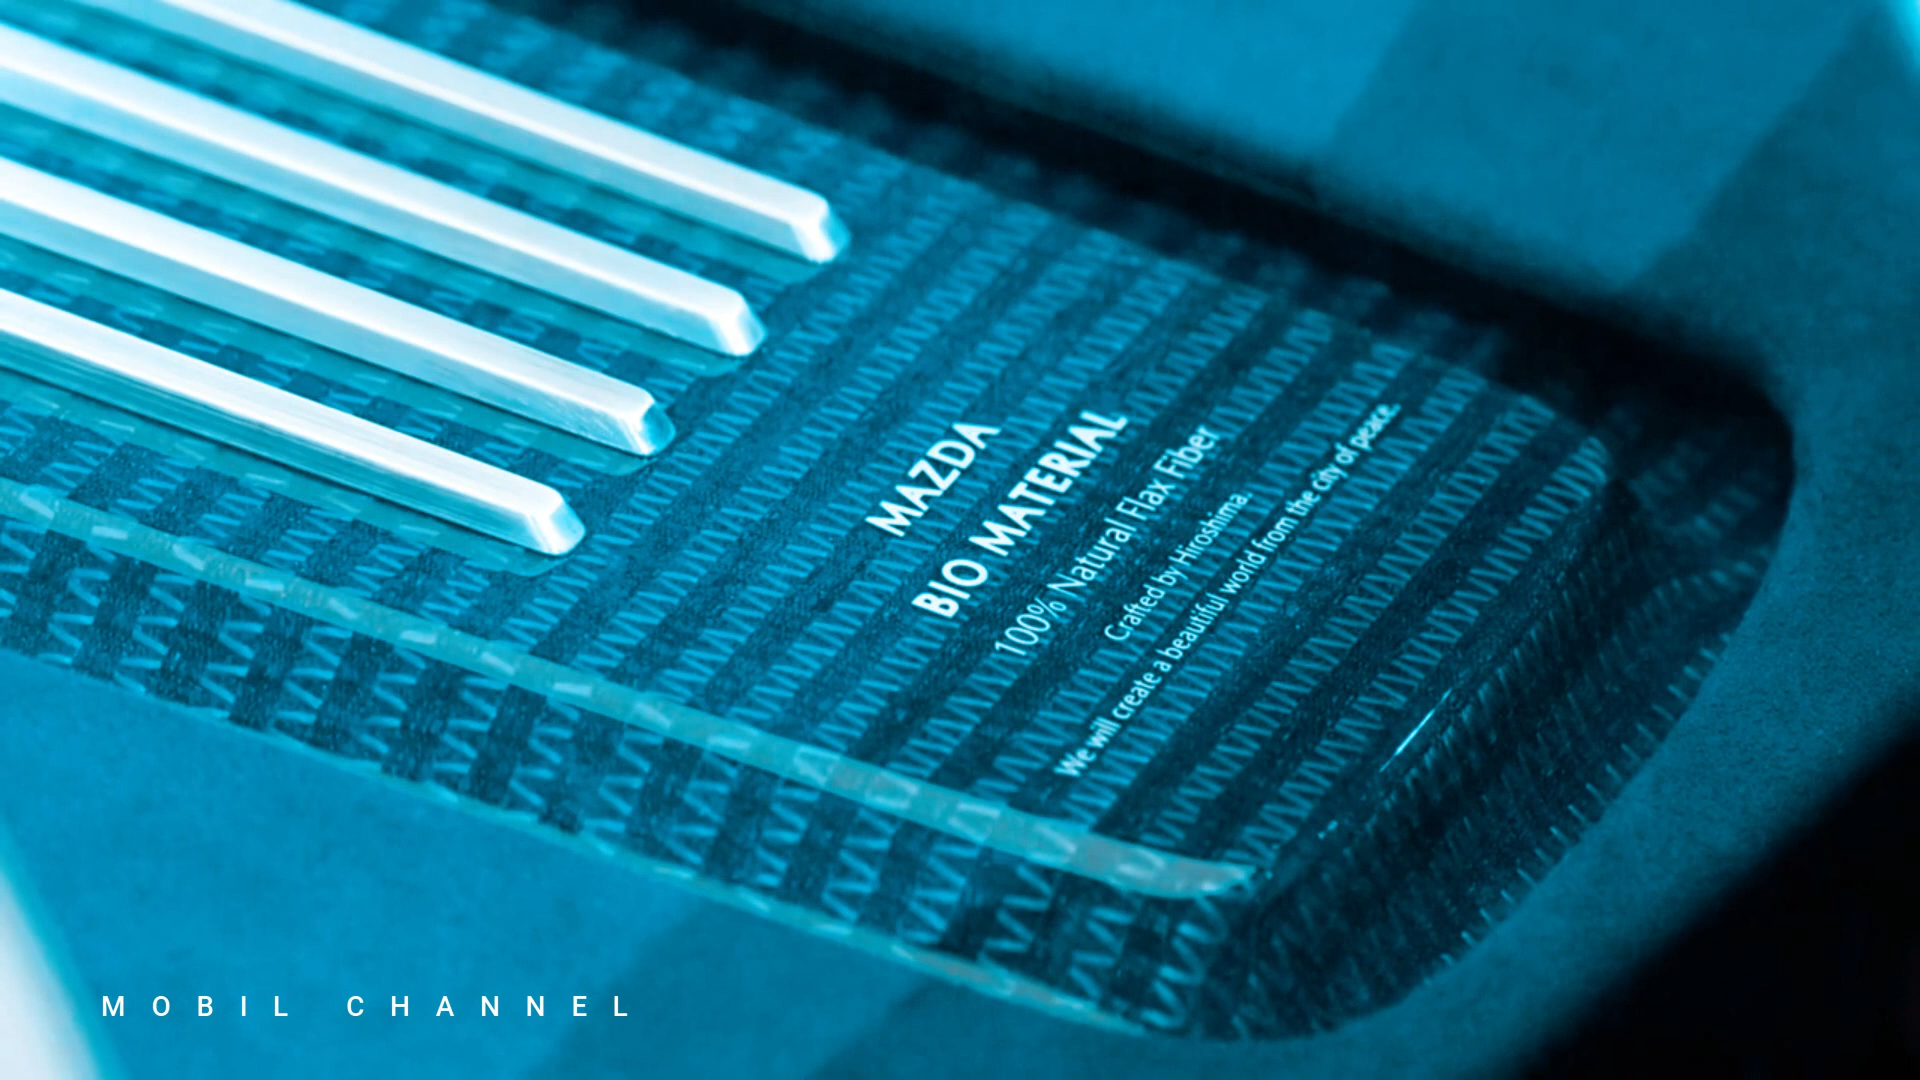 MAZDA
BIO MATERIAL
100% Natural Flax Fiber
Crafted by Hiroshima.
We will create a beautiful world from the city of peace.
MOBIL CHANNEL